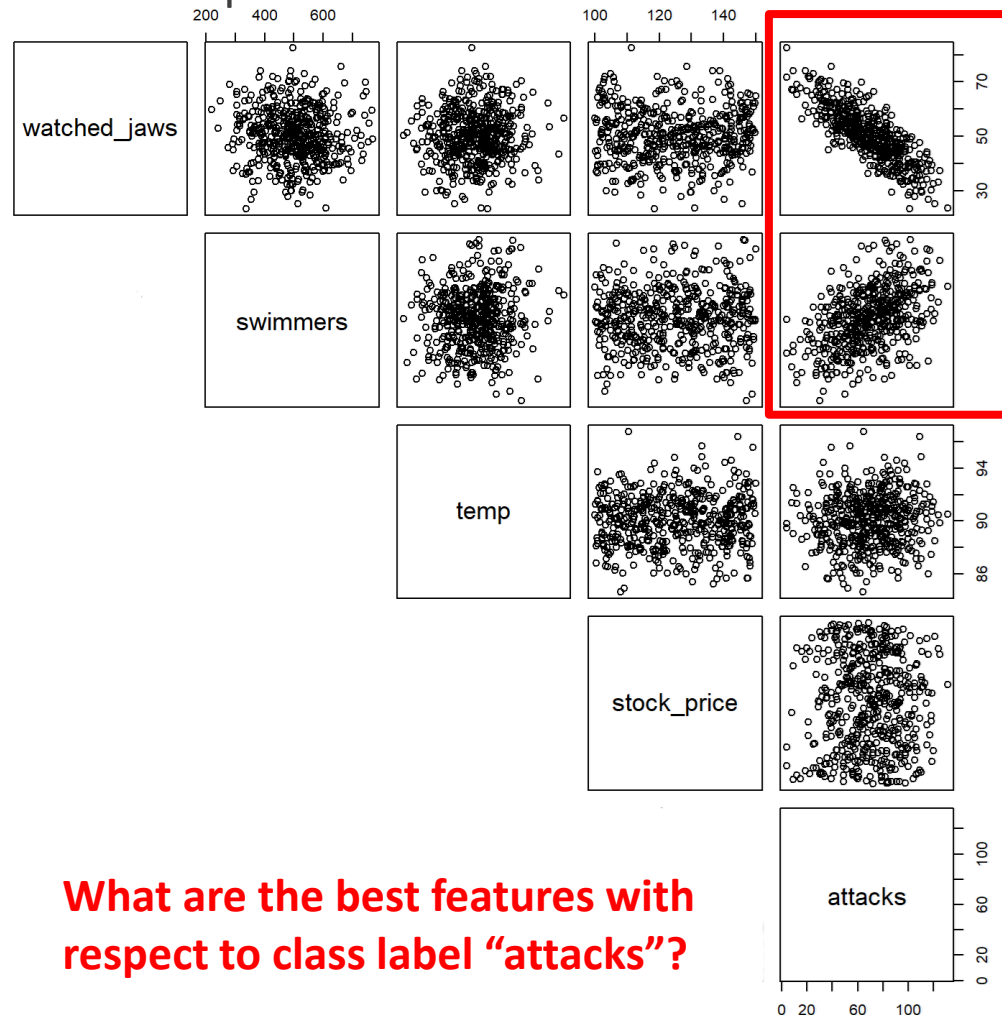 200 400 600
100 120 140
watched_jaws
70
50
30
swimmers
temp
94
90
86
stock_price
attacks
100
60
20
0
What are the best features with
respect to class label “attacks”?
0 20 60 100